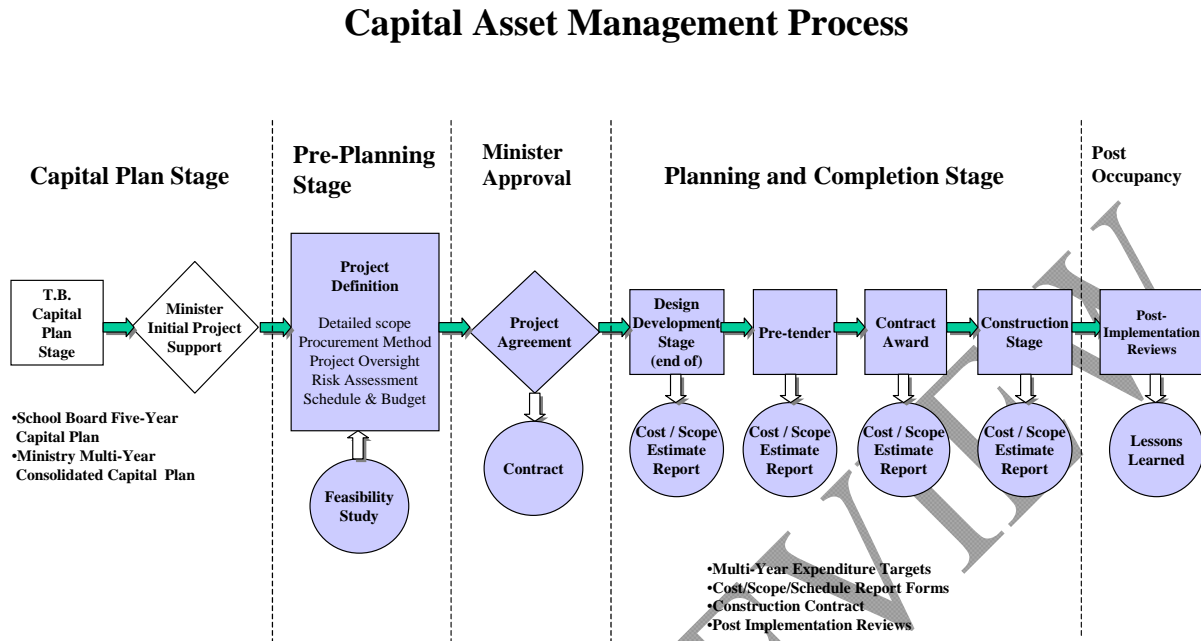 Capital Asset Management Process
Capital Plan Stage
Pre-Planning
Stage
Minister
Approval
Planning and Completion Stage
Post
Occupancy
T.B.
Capital
Plan
Stage
Minister
Initial Project
Support
Project
Definition
Detailed scope
Procurement Method
Project Oversight
Risk Assessment
Schedule & Budget
Project
Agreement
Design
Development
Stage
(end of)
Pre-tender
Contract
Award
Construction
Stage
Post-
Implementation
Reviews
•School Board Five-Year
Capital Plan
•Ministry Multi-Year
Consolidated Capital Plan
Feasibility
Study
Contract
Cost / Scope
Estimate
Report
Cost / Scope
Estimate
Report
Cost / Scope
Estimate
Report
Cost / Scope
Estimate
Report
Lessons
Learned
•Multi-Year Expenditure Targets
•Cost/Scope/Schedule Report Forms
•Construction Contract
•Post Implementation Reviews